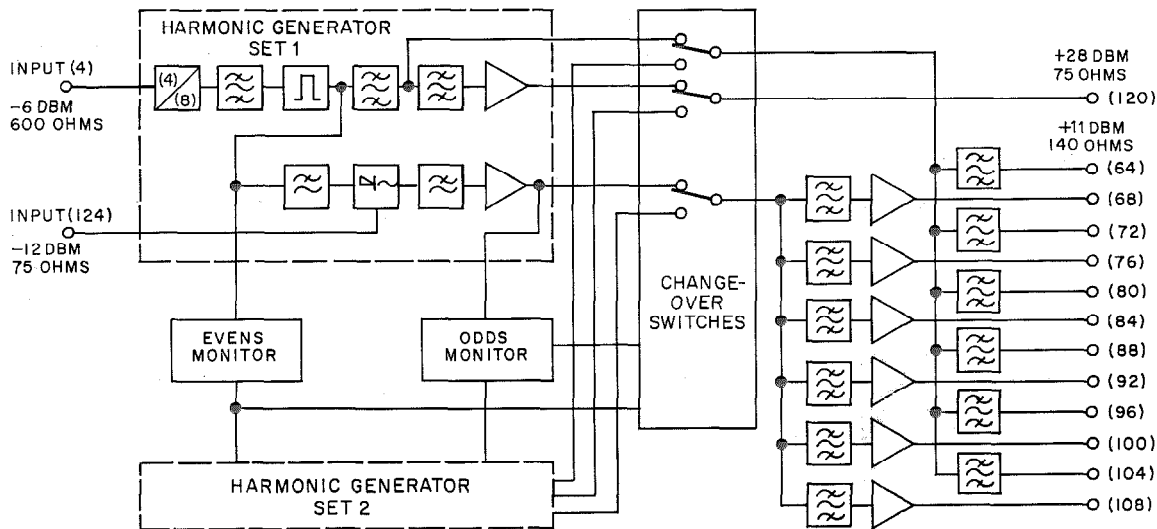 HARMONIC GENERATOR
SET 1
INPUT (4)
-6 DBM
600 OHMS
(4)
(8)
INPUT (124)
-12 DBM
75 OHMS
EVENS
MONITOR
ODDS
MONITOR
HARMONIC GENERATOR
SET 2
CHANGE-
OVER
SWITCHES
+28 DBM
75 OHMS
(120)
+11 DBM
140 OHMS
(64)
(68)
(72)
(76)
(80)
(84)
(88)
(92)
(96)
(100)
(104)
(108)